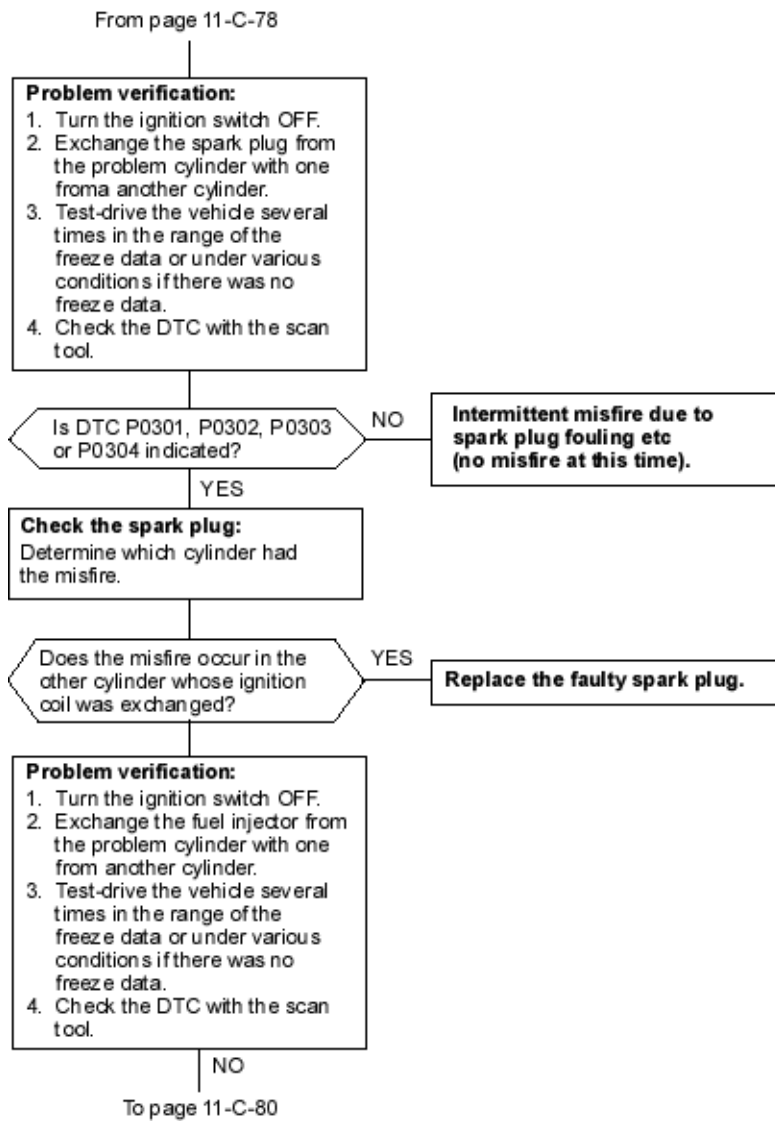 From page 11-C-78
Problem verification:
1. Turn the ignition switch OFF.
2. Exchange the spark plug from
the problem cylinder with one
froma another cylinder.
3. Test-drive the vehicle several
times in the range of the
freeze data or under various
conditions if there was no
freeze data.
4. Check the DTC with the scan
tool.
Is DTC P0301, P0302, P0303
or P0304 indicated?
NO
Intermittent misfire due to
spark plug fouling etc
(no misfire at this time).
YES
Check the spark plug:
Determine which cylinder had
the misfire.
Does the misfire occur in the
other cylinder whose ignition
coil was exchanged?
YES
Replace the faulty spark plug.
Problem verification:
1. Turn the ignition switch OFF.
2. Exchange the fuel injector from
the problem cylinder with one
from another cylinder.
3. Test-drive the vehicle several
times in the range of the
freeze data or under various
conditions if there was no
freeze data.
4. Check the DTC with the scan
tool.
NO
To page 11-C-80